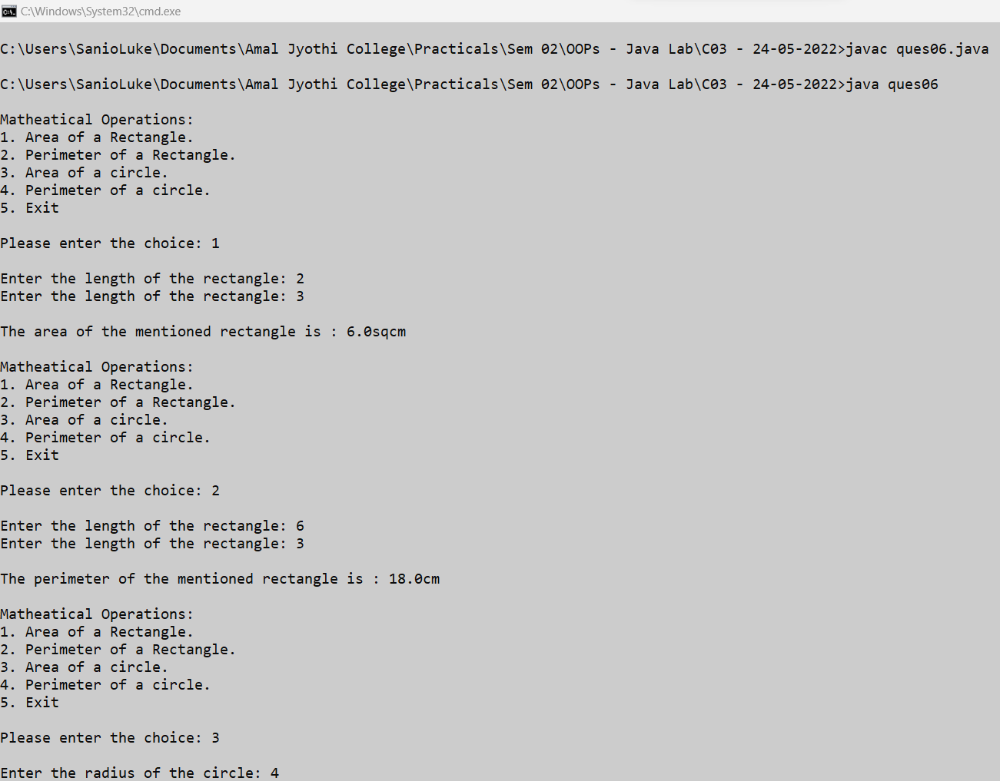 C:\Windows\System32\cmd.exe
C:\Users\SanioLuke\Documents\Amal Jyothi College\Practicals\Sem 02\OOPs - Java Lab\C03 - 24-05-2022>javac ques06.java
C:\Users\SanioLuke\Documents\Amal Jyothi College\Practicals\Sem 02\OOPs - Java Lab\C03 - 24-05-2022>java ques06
Matheatical Operations:
1. Area of a Rectangle.
2. Perimeter of a Rectangle.
3. Area of a circle.
4. Perimeter of a circle.
5. Exit
Please enter the choice: 1
Enter the length of the rectangle: 2
Enter the length of the rectangle: 3
The area of the mentioned rectangle is : 6.0sqcm
Matheatical Operations:
1. Area of a Rectangle.
2. Perimeter of a Rectangle.
3. Area of a circle.
4. Perimeter of a circle.
5. Exit
Please enter the choice: 2
Enter the length of the rectangle: 6
Enter the length of the rectangle: 3
The perimeter of the mentioned rectangle is : 18.0cm
Matheatical Operations:
1. Area of a Rectangle.
2. Perimeter of a Rectangle.
3. Area of a circle.
4. Perimeter of a circle.
5. Exit
Please enter the choice: 3
Enter the radius of the circle: 4